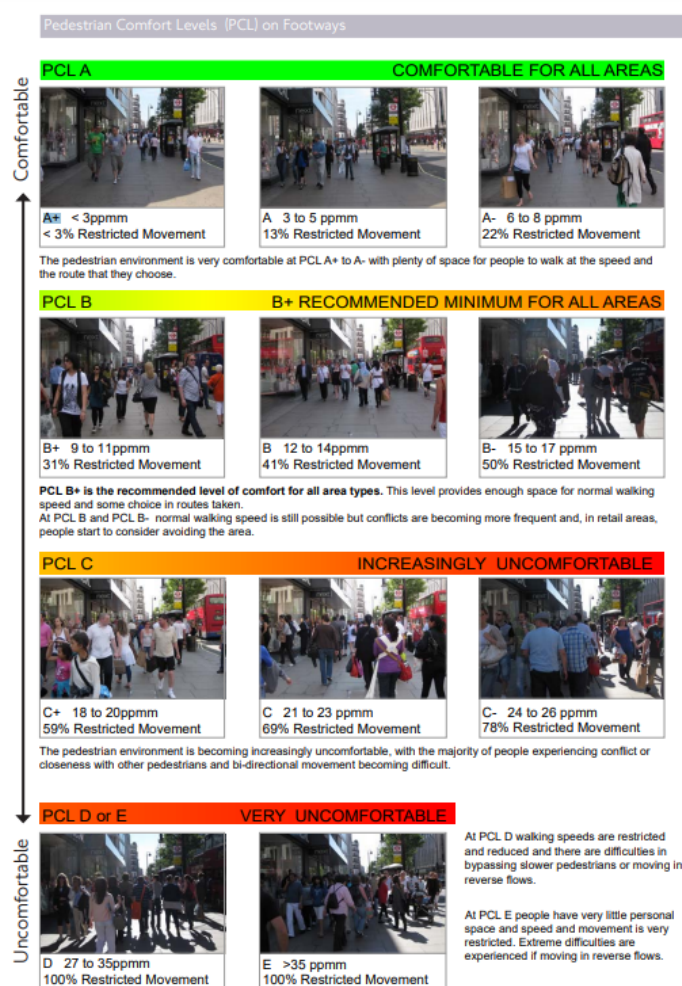 Pedestrian Comfort Levels (PCL) on Footways
Comfortable
PCL A COMFORTABLE FOR ALL AREAS
A+ < 3ppmm
< 3% Restricted Movement
A 3 to 5 ppmm
13% Restricted Movement
A- 6 to 8 ppmm
22% Restricted Movement
The pedestrian environment is very comfortable at PCL A+ to A- with plenty of space for people to walk at the speed and
the route that they choose.
PCL B B+ RECOMMENDED MINIMUM FOR ALL AREAS
B+ 9 to 11ppmm
31% Restricted Movement
B 12 to 14ppmm
41% Restricted Movement
B- 15 to 17 ppmm
50% Restricted Movement
PCL B+ is the recommended level of comfort for all area types. This level provides enough space for normal walking
speed and some choice in routes taken.
At PCL B and PCL B- normal walking speed is still possible but conflicts are becoming more frequent and, in retail areas,
people start to consider avoiding the area.
PCL C INCREASINGLY UNCOMFORTABLE
C+ 18 to 20ppmm
59% Restricted Movement
C 21 to 23 ppmm
69% Restricted Movement
C- 24 to 26 ppmm
78% Restricted Movement
The pedestrian environment is becoming increasingly uncomfortable, with the majority of people experiencing conflict or
closeness with other pedestrians and bi-directional movement becoming difficult.
Uncomfortable
PCL D or E VERY UNCOMFORTABLE
D 27 to 35ppmm
100% Restricted Movement
E >35 ppmm
100% Restricted Movement
At PCL D walking speeds are restricted
and reduced and there are difficulties in
bypassing slower pedestrians or moving in
reverse flows.
At PCL E people have very little personal
space and speed and movement is very
restricted. Extreme difficulties are
experienced if moving in reverse flows.